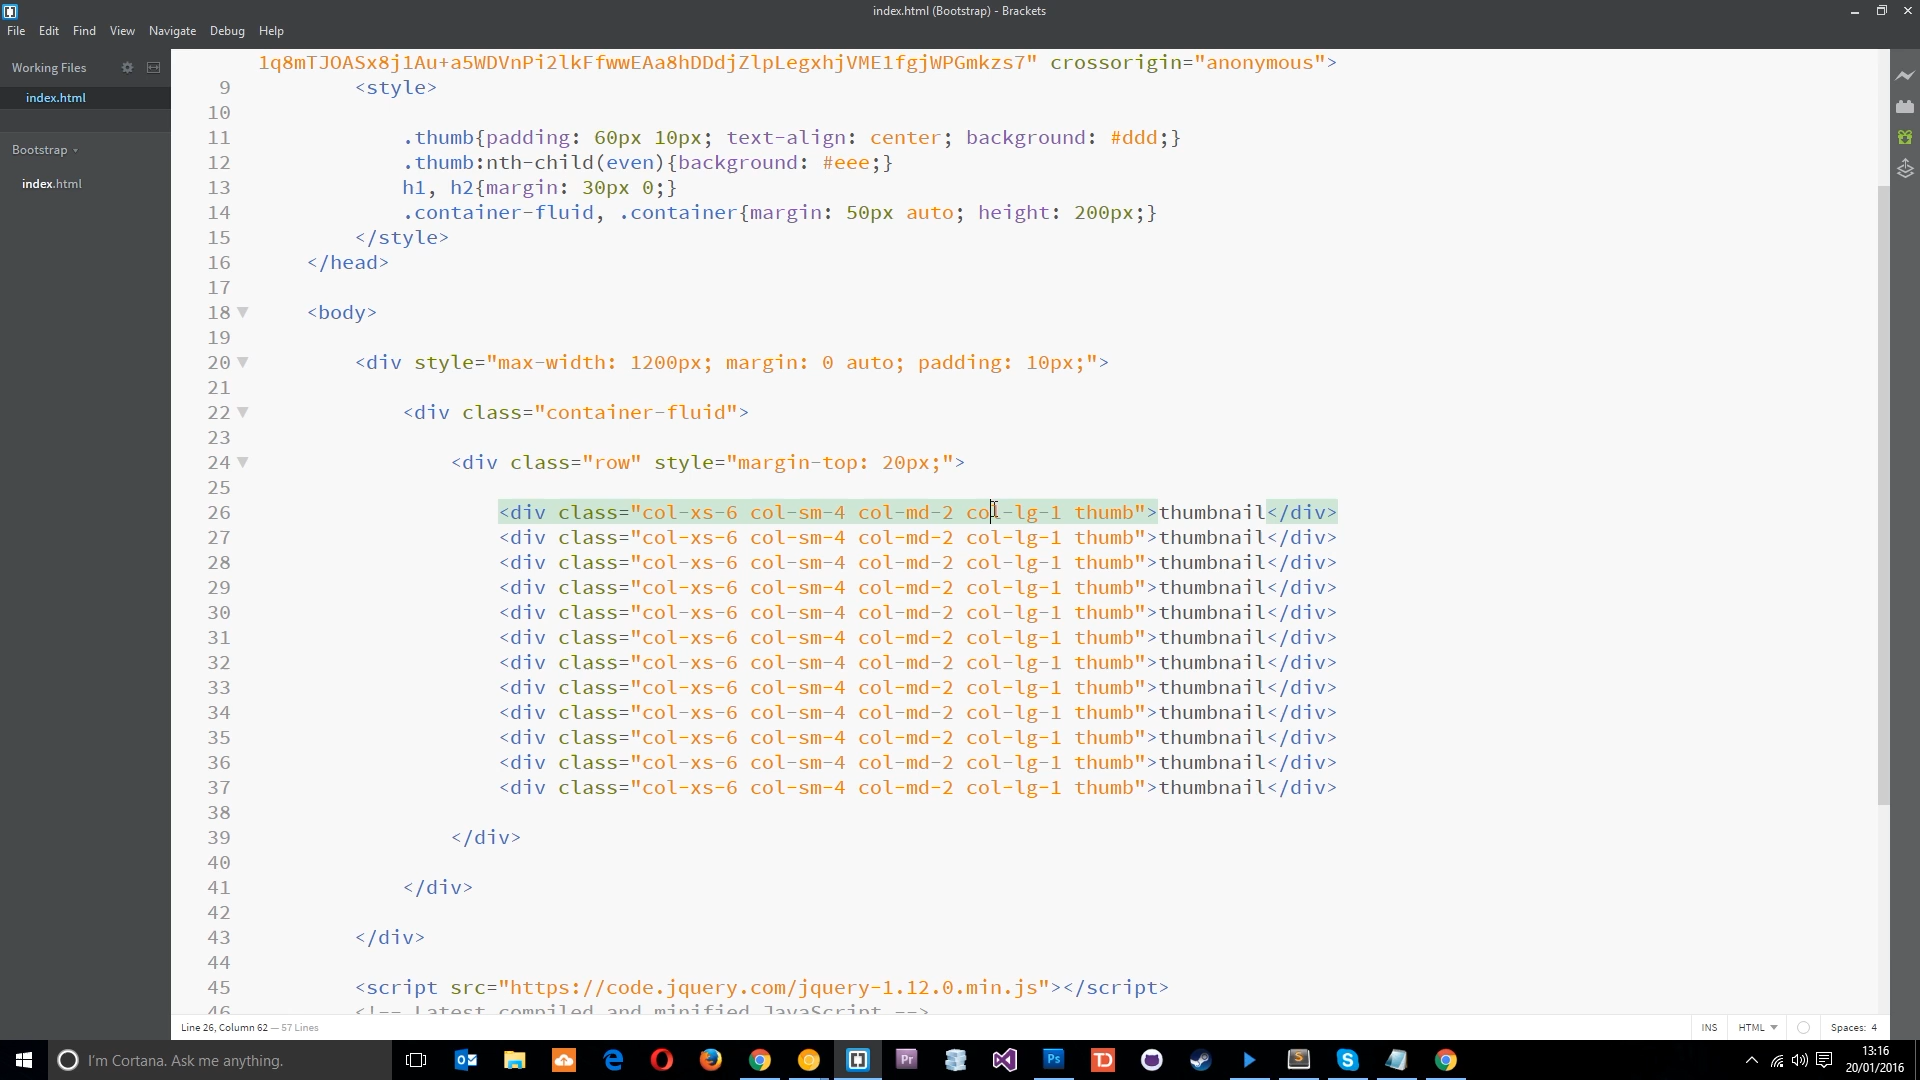 index.html (Bootstrap) - Brackets
File Edit Find View Navigate Debug Help
Working Files
index.html
Bootstrap
index.html
1q8mTJOASx8j1Au+a5WDVnPi2lkFfwwEAa8hDDdjZlpLegxhjVME1fgjWPGmkzs7" crossorigin="anonymous">
9 <style>
10
11 .thumb{padding: 60px 10px; text-align: center; background: #ddd;}
12 .thumb:nth-child(even){background: #eee;}
13 h1, h2{margin: 30px 0;}
14 .container-fluid, .container{margin: 50px auto; height: 200px;}
15 </style>
16 </head>
17
18 <body>
19
20 <div style="max-width: 1200px; margin: 0 auto; padding: 10px;">
21
22 <div class="container-fluid">
23
24 <div class="row" style="margin-top: 20px;">
25
26 <div class="col-xs-6 col-sm-4 col-md-2 col-lg-1 thumb">thumbnail</div>
27 <div class="col-xs-6 col-sm-4 col-md-2 col-lg-1 thumb">thumbnail</div>
28 <div class="col-xs-6 col-sm-4 col-md-2 col-lg-1 thumb">thumbnail</div>
29 <div class="col-xs-6 col-sm-4 col-md-2 col-lg-1 thumb">thumbnail</div>
30 <div class="col-xs-6 col-sm-4 col-md-2 col-lg-1 thumb">thumbnail</div>
31 <div class="col-xs-6 col-sm-4 col-md-2 col-lg-1 thumb">thumbnail</div>
32 <div class="col-xs-6 col-sm-4 col-md-2 col-lg-1 thumb">thumbnail</div>
33 <div class="col-xs-6 col-sm-4 col-md-2 col-lg-1 thumb">thumbnail</div>
34 <div class="col-xs-6 col-sm-4 col-md-2 col-lg-1 thumb">thumbnail</div>
35 <div class="col-xs-6 col-sm-4 col-md-2 col-lg-1 thumb">thumbnail</div>
36 <div class="col-xs-6 col-sm-4 col-md-2 col-lg-1 thumb">thumbnail</div>
37 <div class="col-xs-6 col-sm-4 col-md-2 col-lg-1 thumb">thumbnail</div>
38
39 </div>
40
41 </div>
42
43 </div>
44
45 <script src="https://code.jquery.com/jquery-1.12.0.min.js"></script>
46 <!-- Latest compiled and minified JavaScript -->
Line 26, Column 62 — 57 Lines
INS HTML Spaces: 4
I'm Cortana. Ask me anything.
Pr Ps TD S
13:16
20/01/2016